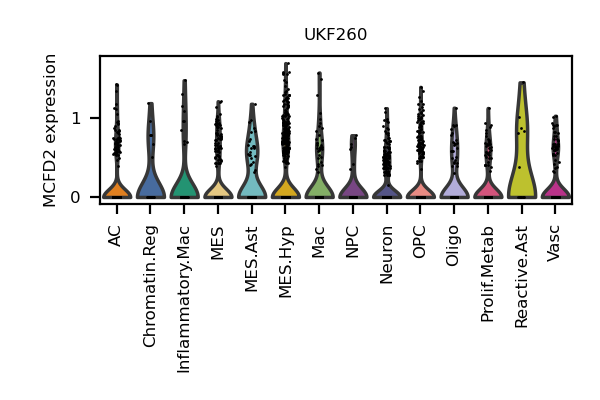 UKF260
MCFD2 expression
1
0
AC
Chromatin.Reg
Inflammatory.Mac
MES
MES.Ast
MES.Hyp
Mac
NPC
Neuron
OPC
Oligo
Prolif.Metab
Reactive.Ast
Vasc